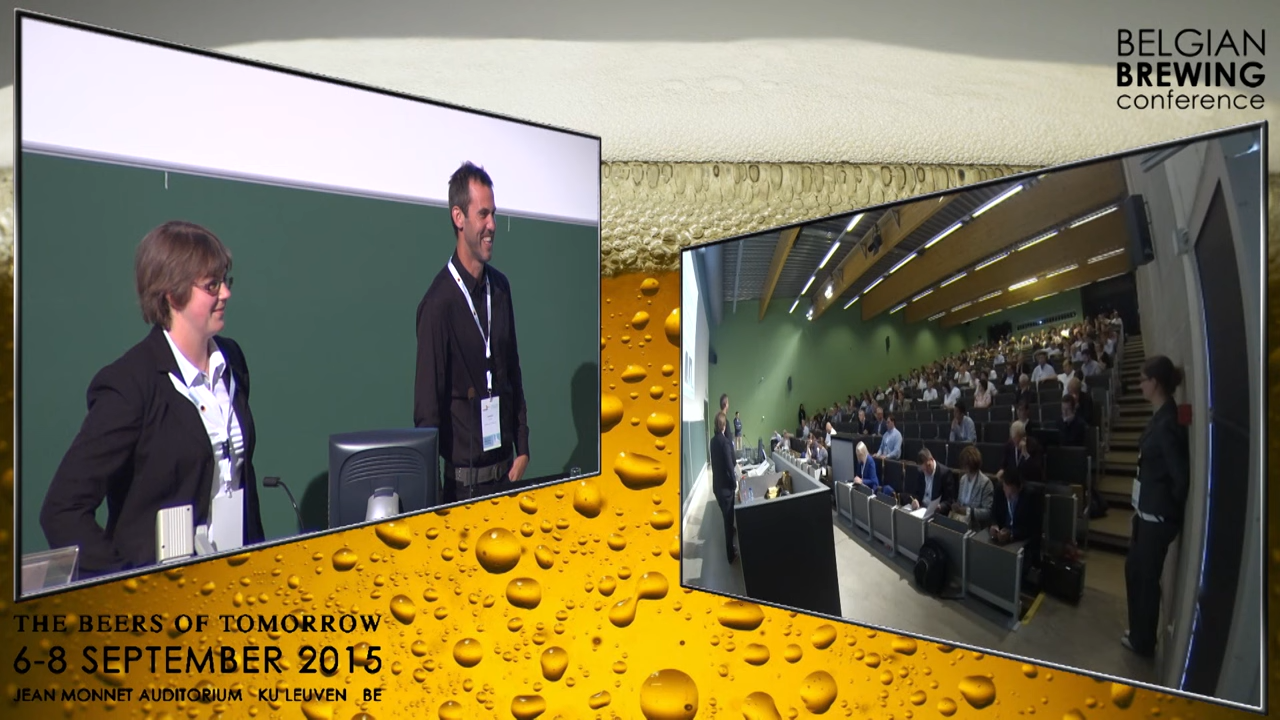 BELGIAN
BREWING
conference
THE BEERS OF TOMORROW
6-8 SEPTEMBER 2015
JEAN MONNET AUDITORIUM KU LEUVEN BE